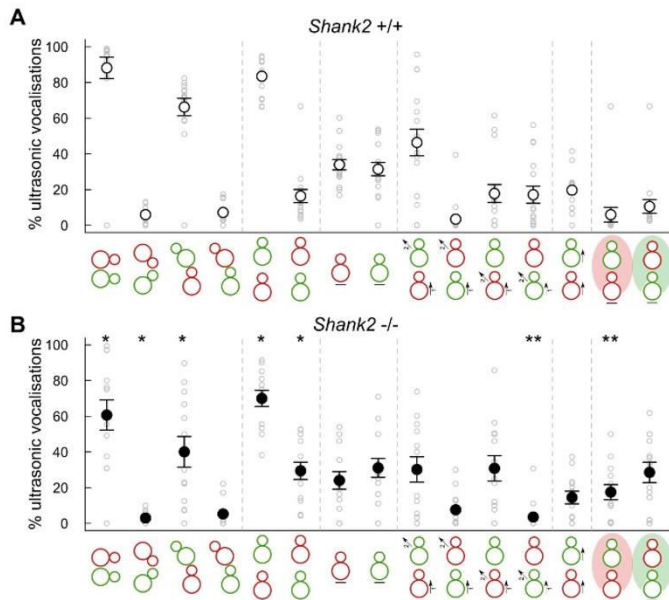 A
Shank2 +/+
% ultrasonic vocalisations
100
80
60
40
20
0
B
Shank2 -/-
* * * * * ** **
% ultrasonic vocalisations
100
80
60
40
20
0